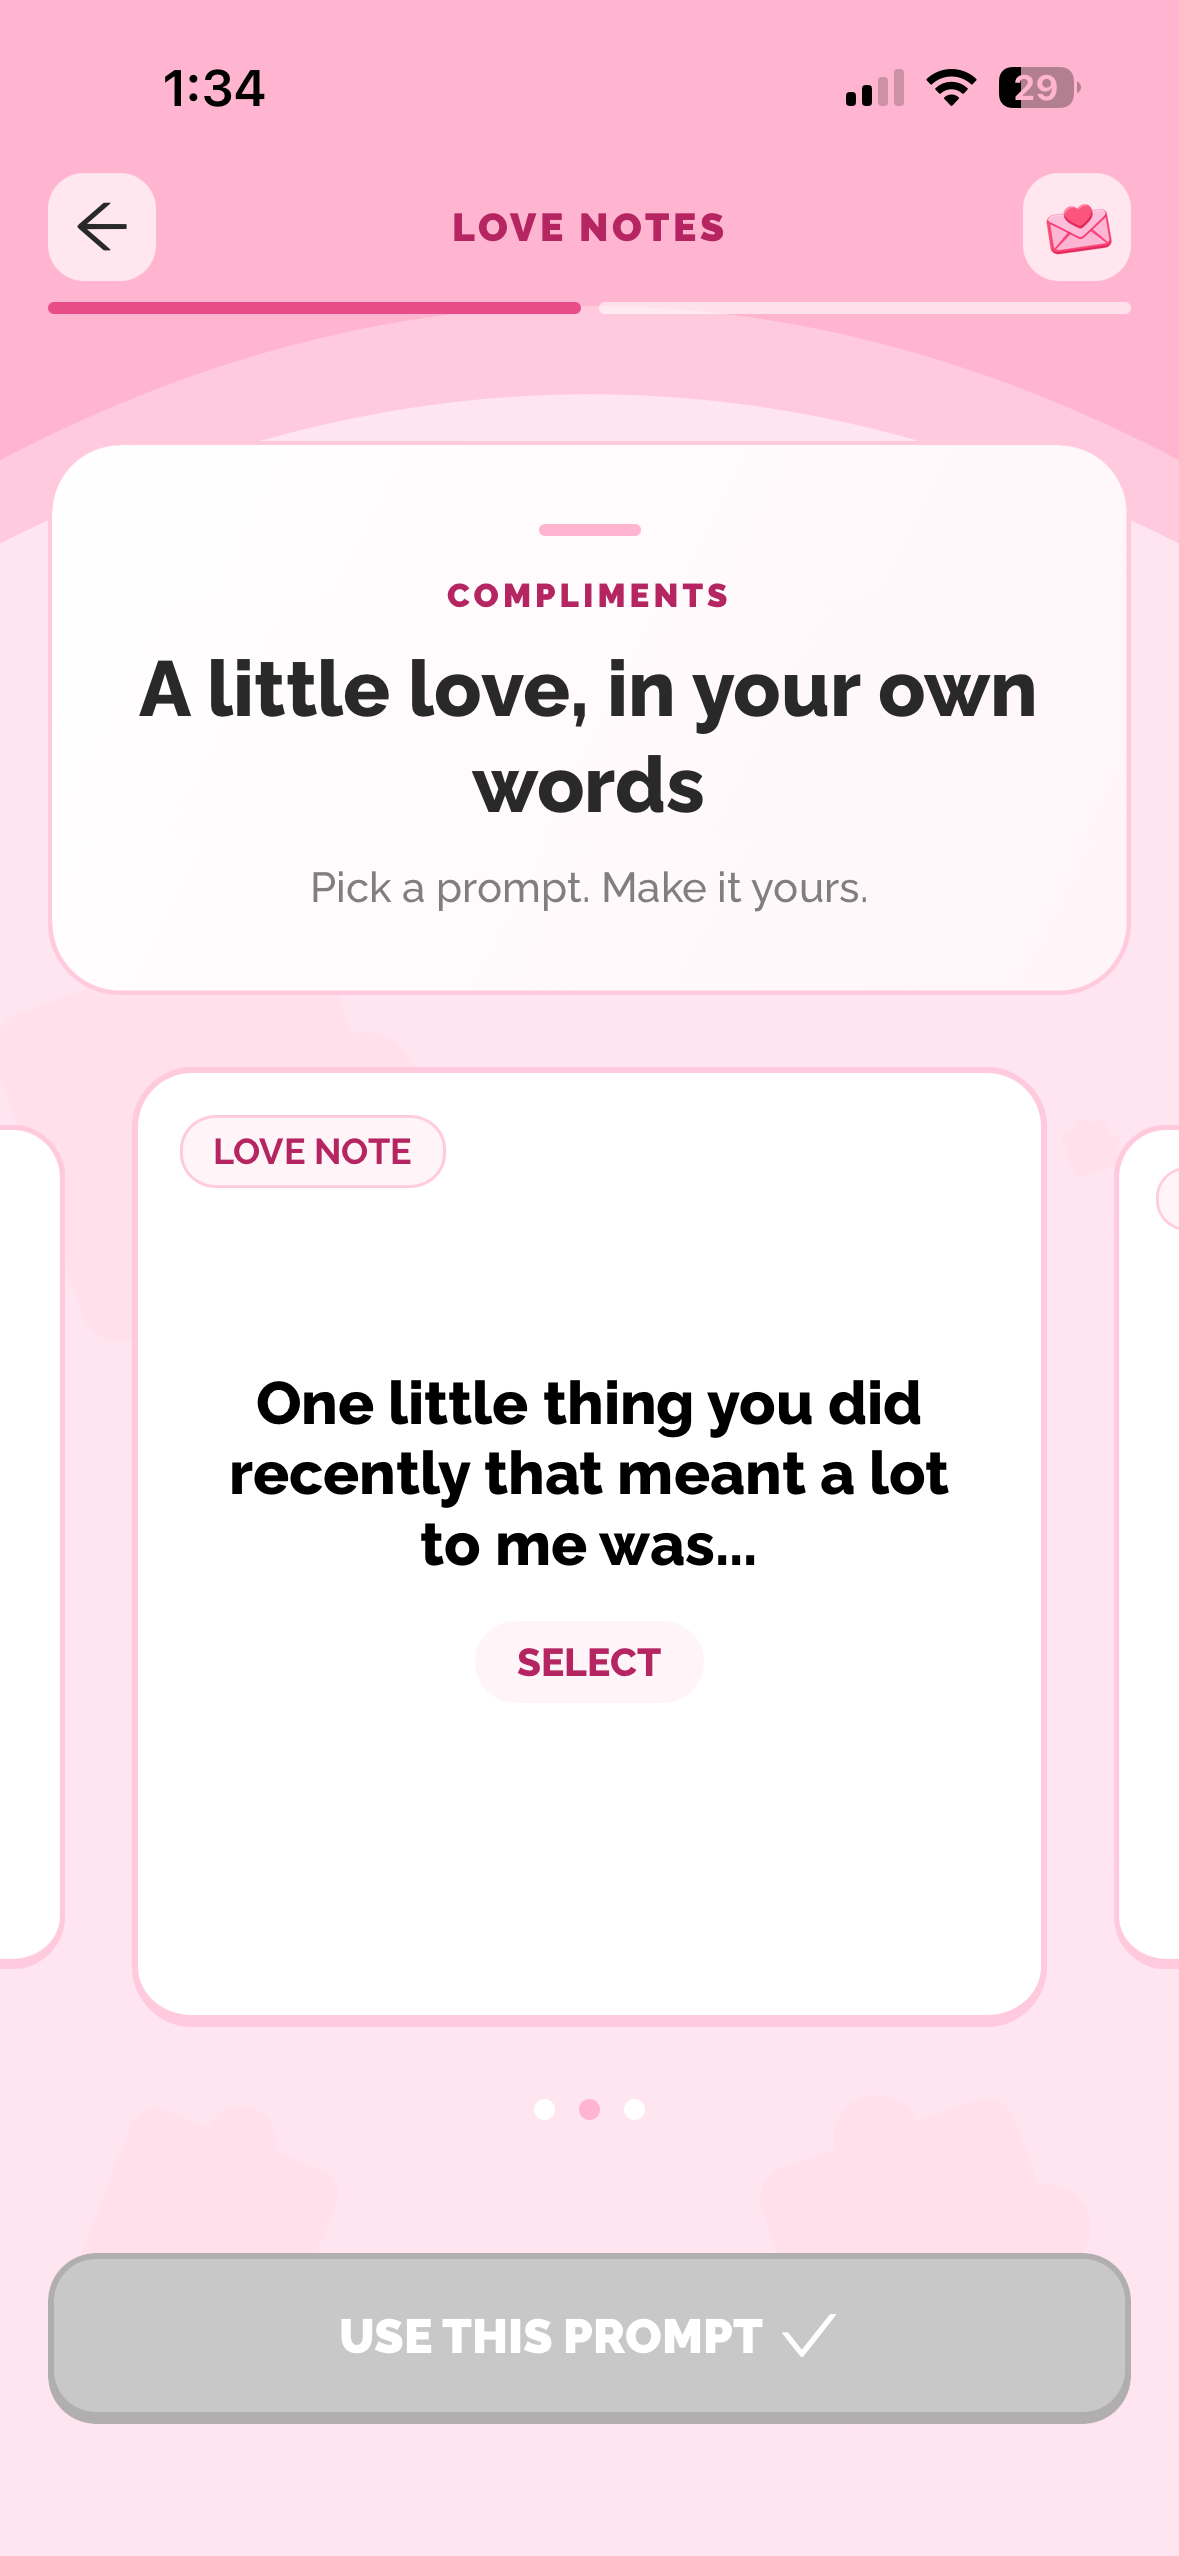 1:34
29
LOVE NOTES
COMPLIMENTS
A little love, in your own
words
Pick a prompt. Make it yours.
LOVE NOTE
One little thing you did
recently that meant a lot
to me was...
SELECT
USE THIS PROMPT